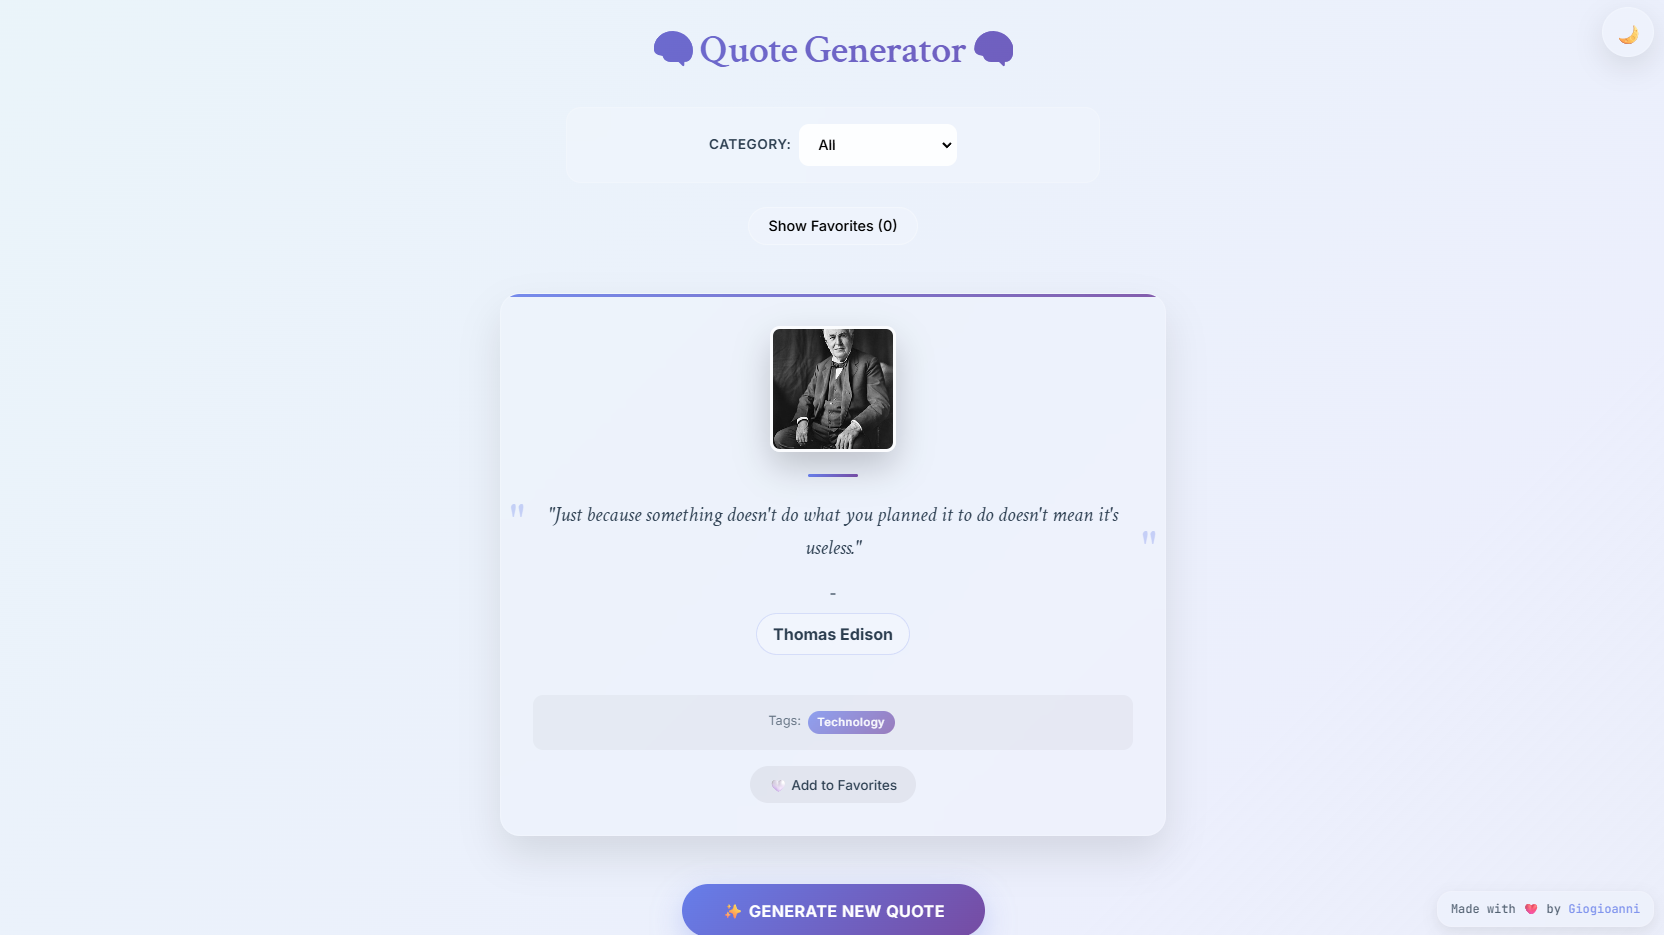 Quote Generator
CATEGORY: All
Show Favorites (0)
"Just because something doesn't do what you planned it to do doesn't mean it's
useless."
-
Thomas Edison
Tags: Technology
Add to Favorites
✨ GENERATE NEW QUOTE
Made with 💖 by Giogioanni